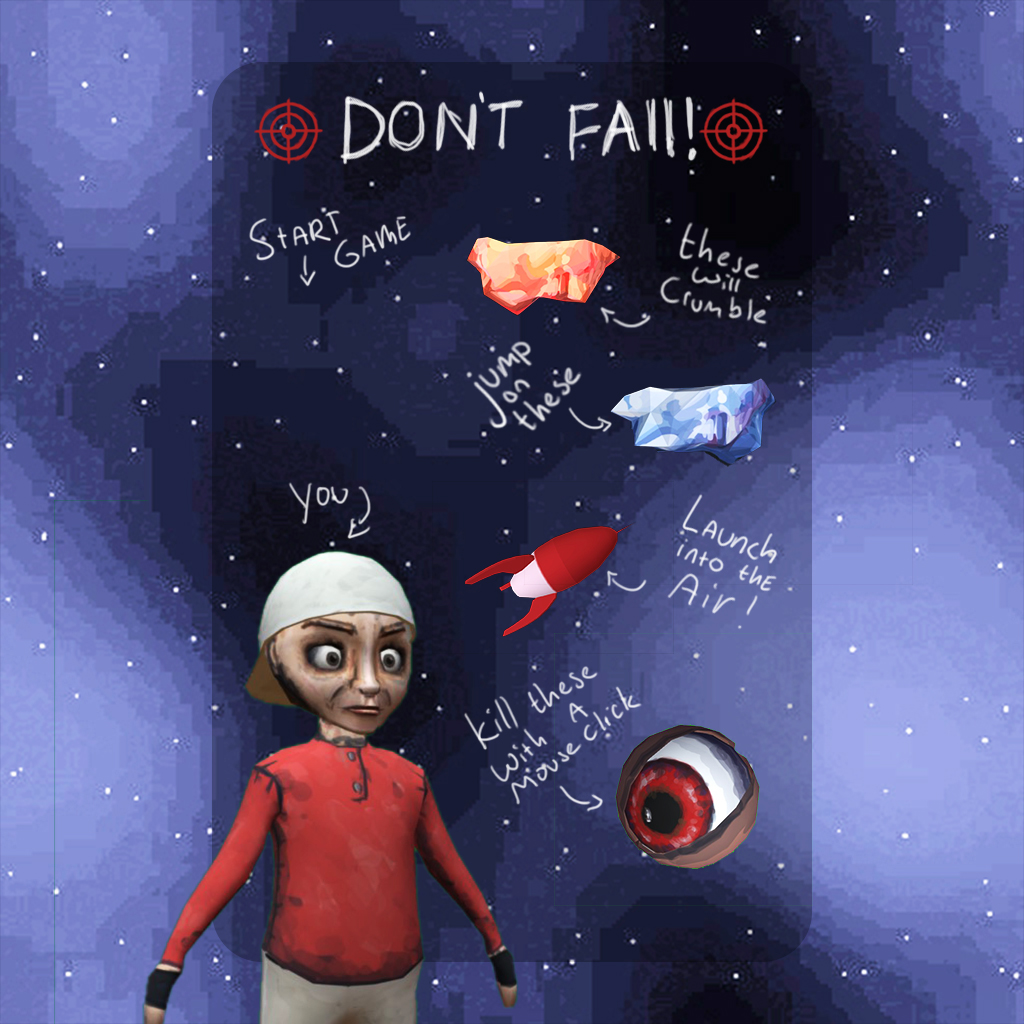 DON'T FAll!
StARt
GAME
these
will
Crumble
jump
on
these
You
LAunch
into the
Air!
kill these
with A
mouse click